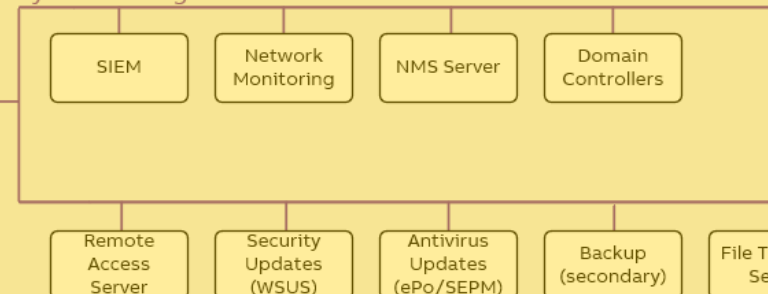 SIEM
Network
Monitoring
NMS Server
Domain
Controllers
Remote
Access
Server
Security
Updates
(WSUS)
Antivirus
Updates
(ePo/SEPM)
Backup
(secondary)
File